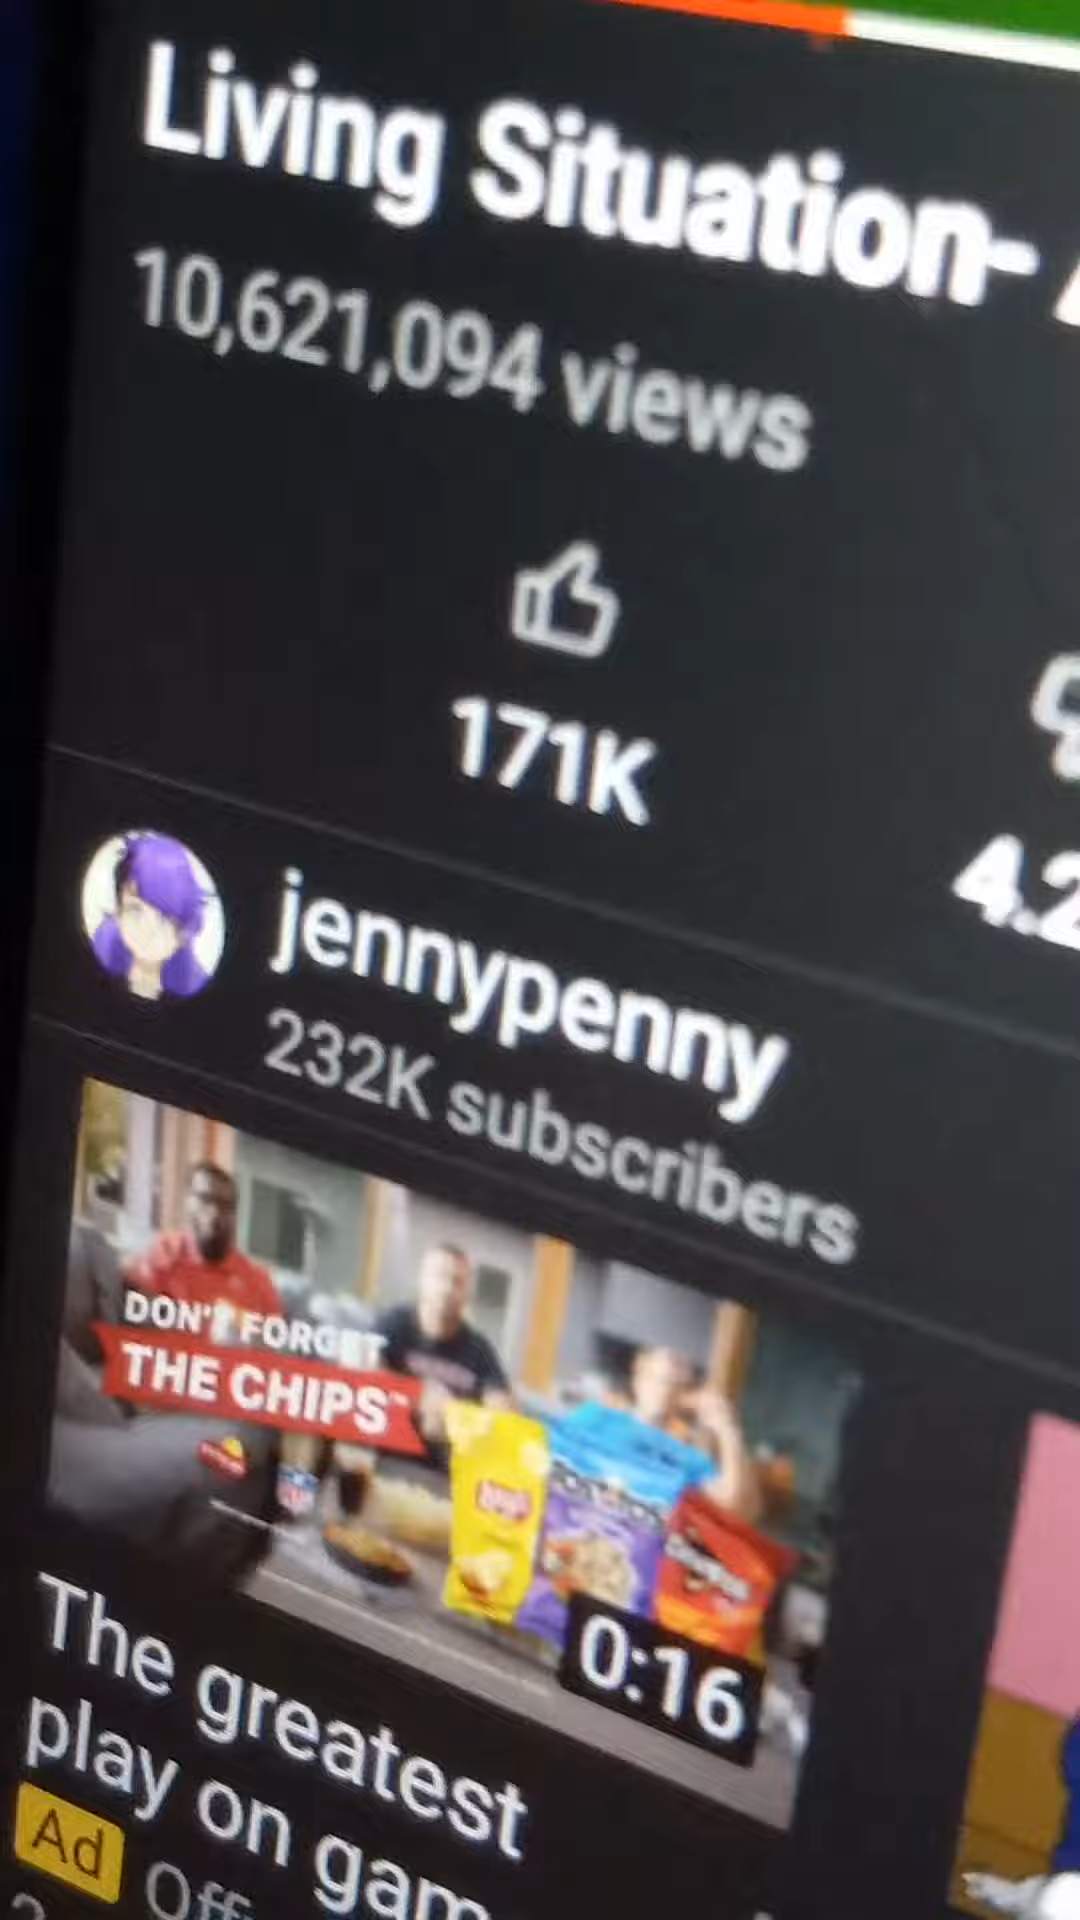 Living Situation-
10,621,094 views
171K
4.2
jennypenny
232K subscribers
DON'T FORGET
THE CHIPS™
0:16
The greatest
play on gam
Ad